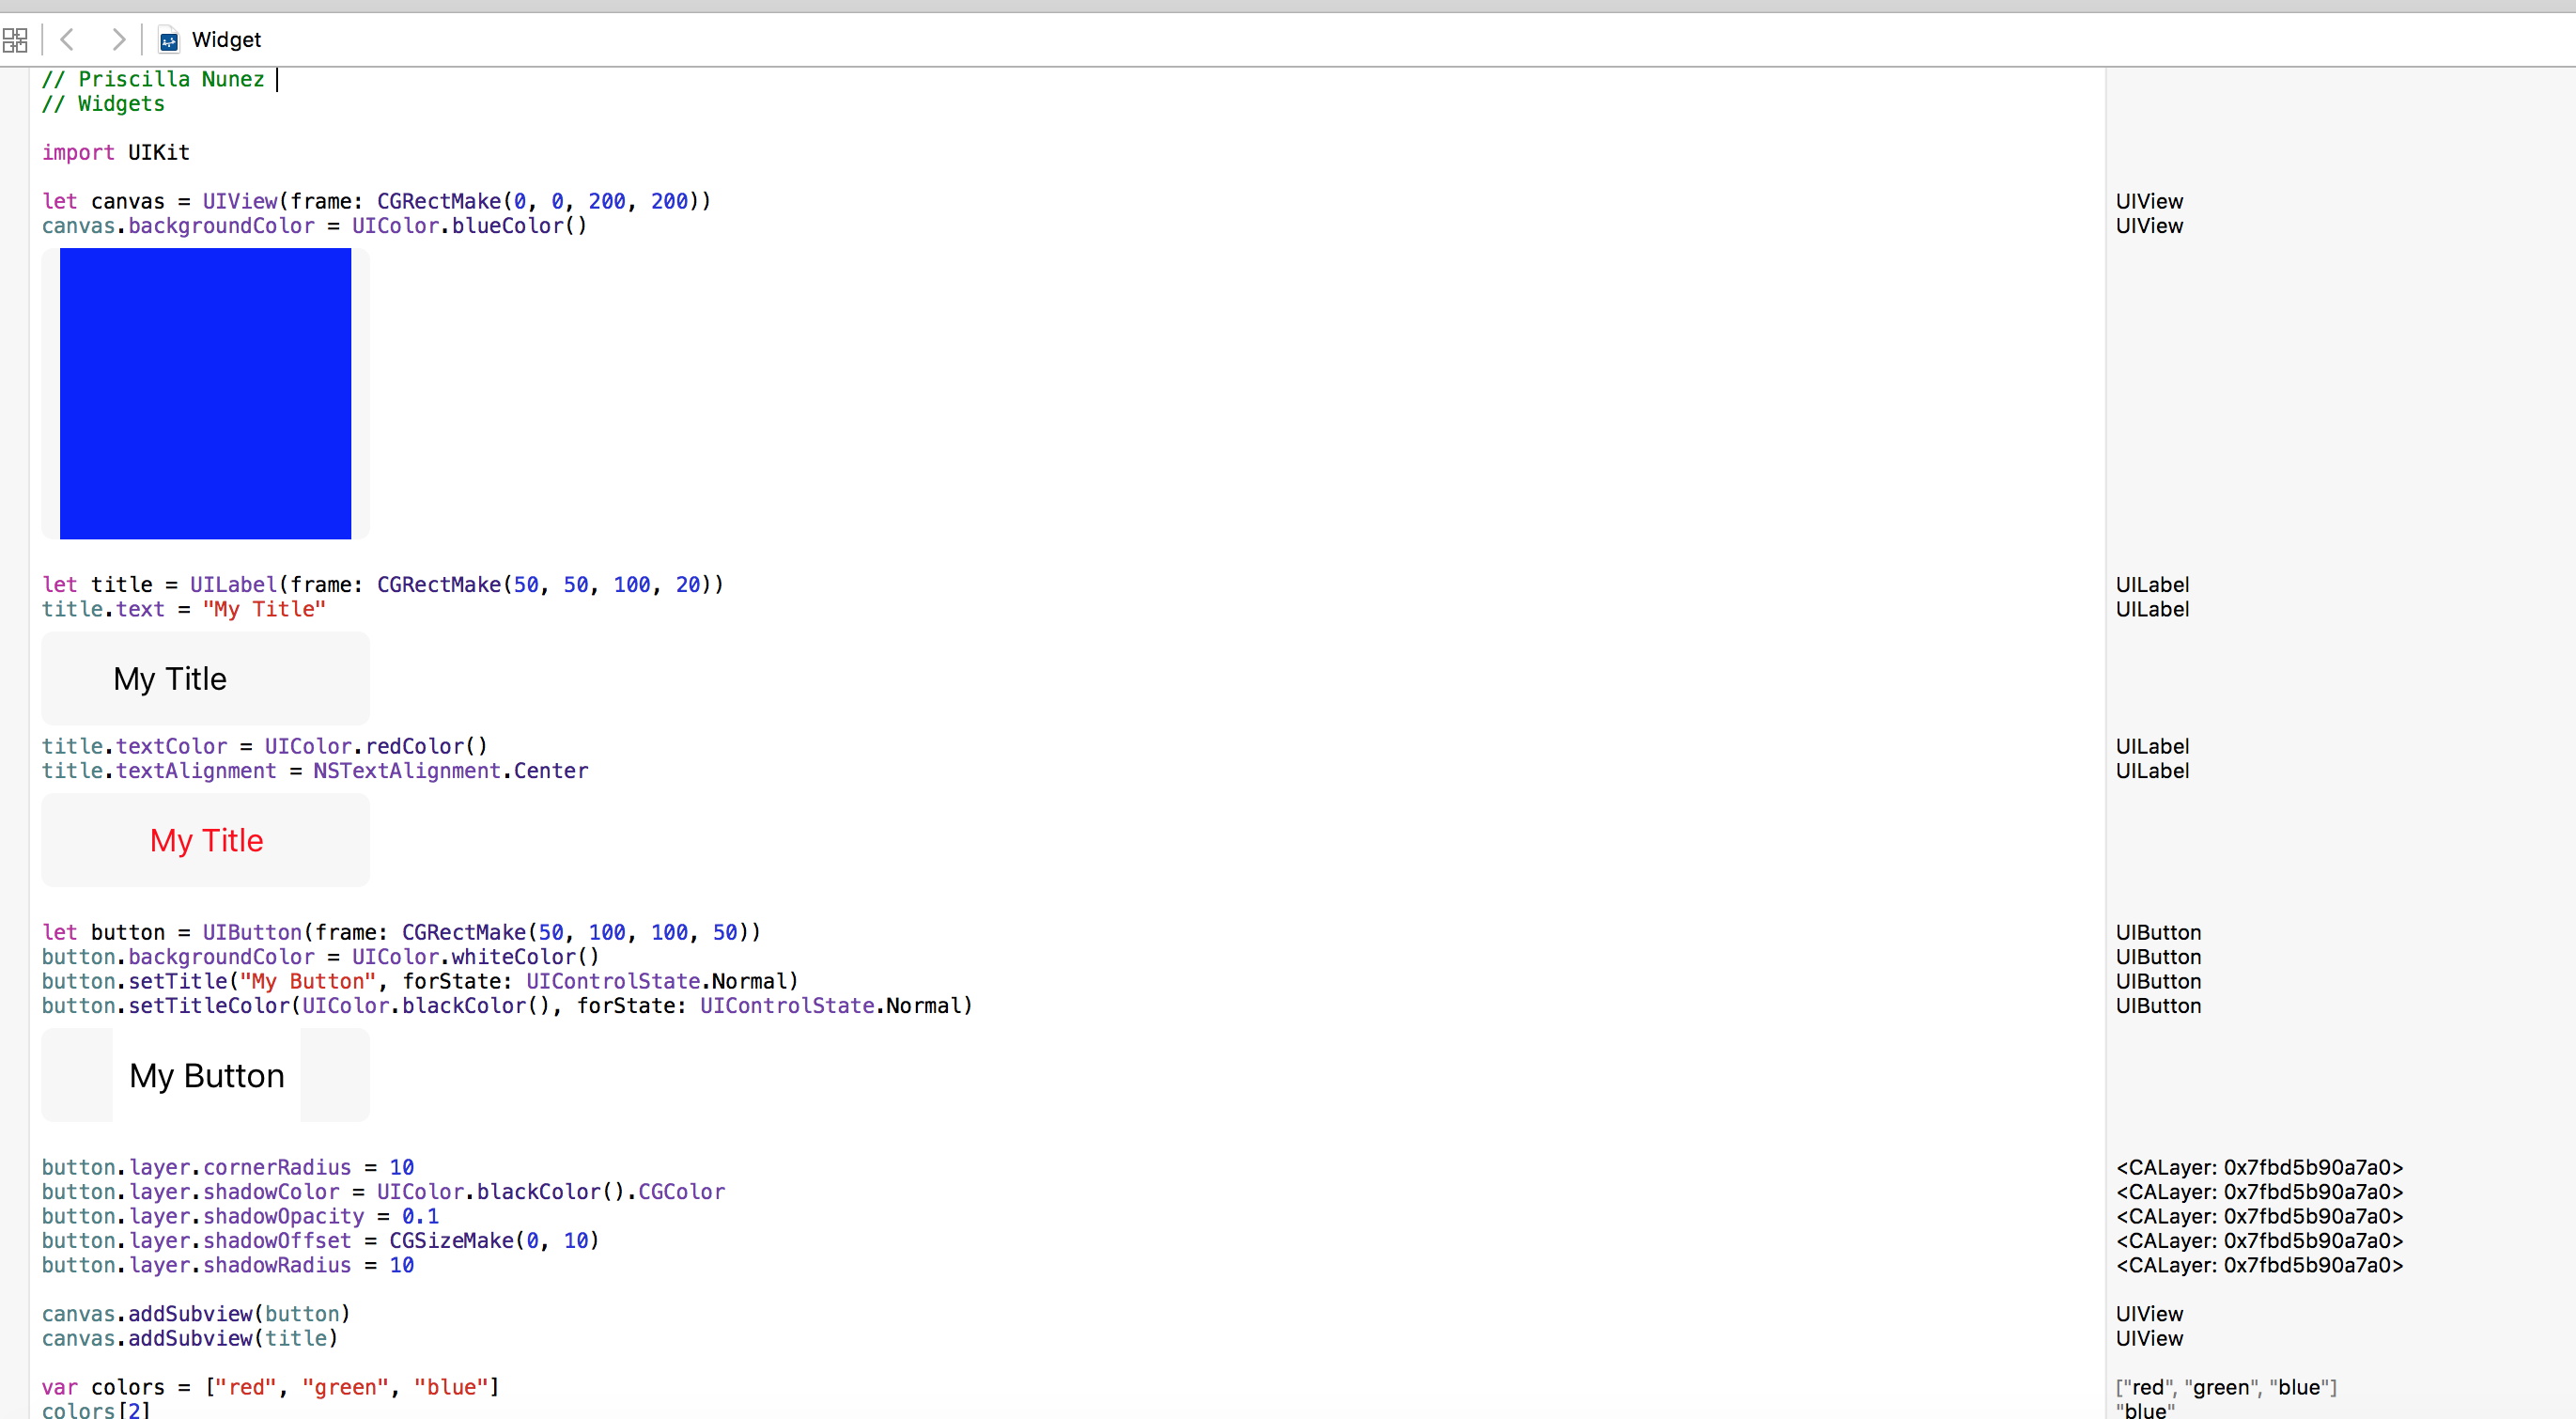 Widget
// Priscilla Nunez
// Widgets
import UIKit
let canvas = UIView(frame: CGRectMake(0, 0, 200, 200)) UIView
canvas.backgroundColor = UIColor.blueColor() UIView
let title = UILabel(frame: CGRectMake(50, 50, 100, 20)) UILabel
title.text = "My Title" UILabel
My Title
title.textColor = UIColor.redColor() UILabel
title.textAlignment = NSTextAlignment.Center UILabel
My Title
let button = UIButton(frame: CGRectMake(50, 100, 100, 50)) UIButton
button.backgroundColor = UIColor.whiteColor() UIButton
button.setTitle("My Button", forState: UIControlState.Normal) UIButton
button.setTitleColor(UIColor.blackColor(), forState: UIControlState.Normal) UIButton
My Button
button.layer.cornerRadius = 10 <CALayer: 0x7fbd5b90a7a0>
button.layer.shadowColor = UIColor.blackColor().CGColor <CALayer: 0x7fbd5b90a7a0>
button.layer.shadowOpacity = 0.1 <CALayer: 0x7fbd5b90a7a0>
button.layer.shadowOffset = CGSizeMake(0, 10) <CALayer: 0x7fbd5b90a7a0>
button.layer.shadowRadius = 10 <CALayer: 0x7fbd5b90a7a0>
canvas.addSubview(button) UIView
canvas.addSubview(title) UIView
var colors = ["red", "green", "blue"] ["red", "green", "blue"]
colors[2] "blue"